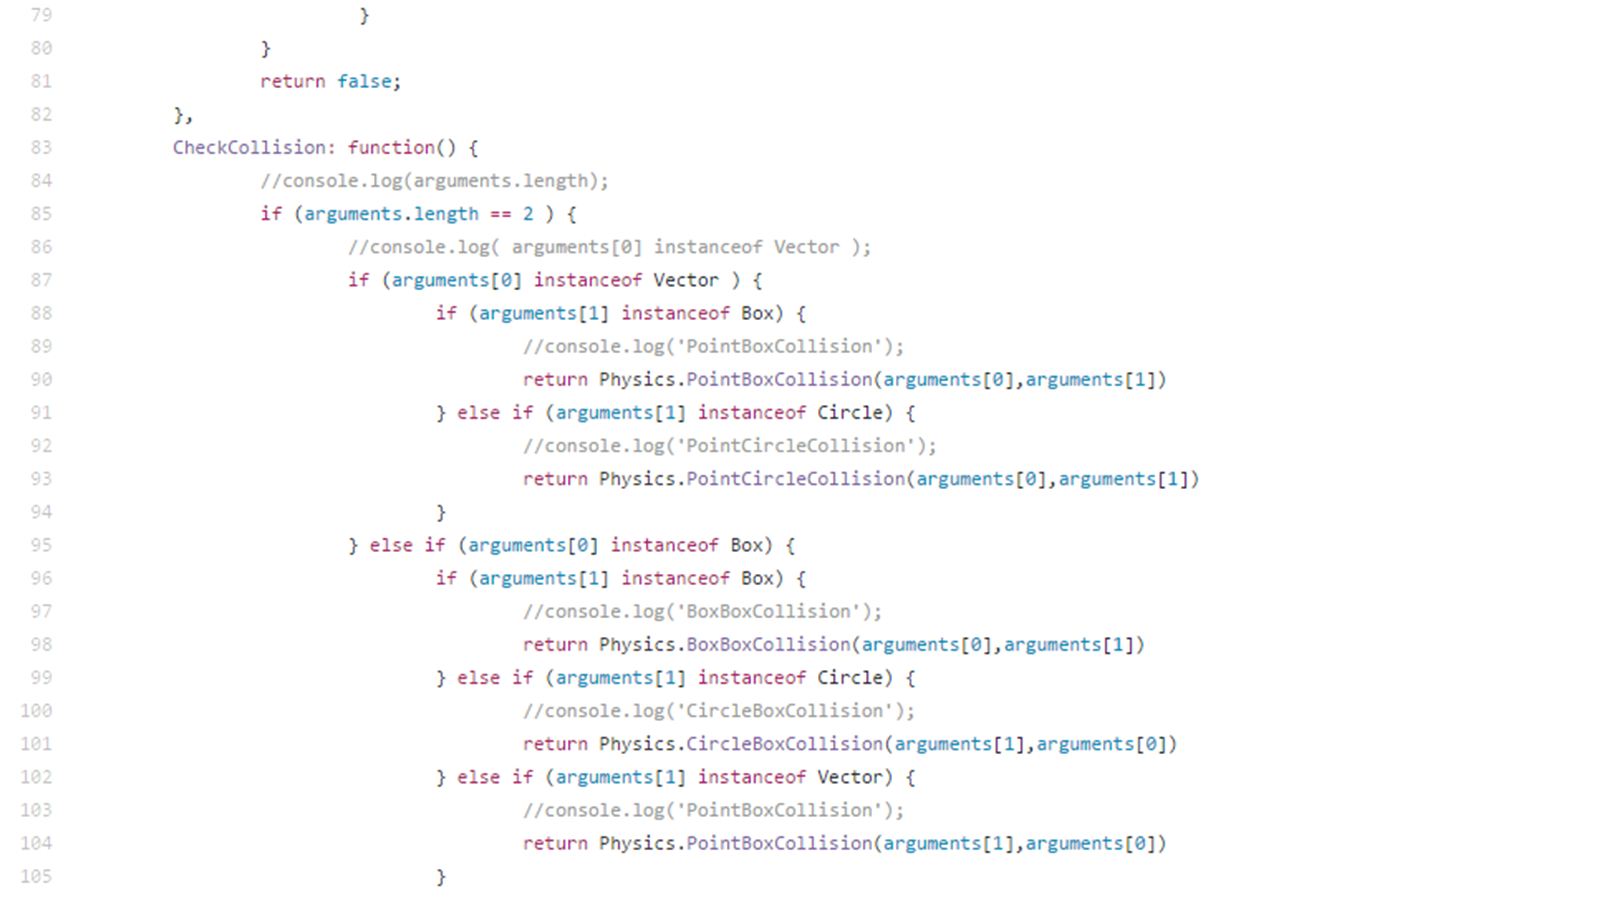 79 }
80 }
81 return false;
82 },
83 CheckCollision: function() {
84 //console.log(arguments.length);
85 if (arguments.length == 2 ) {
86 //console.log( arguments[0] instanceof Vector );
87 if (arguments[0] instanceof Vector ) {
88 if (arguments[1] instanceof Box) {
89 //console.log('PointBoxCollision');
90 return Physics.PointBoxCollision(arguments[0],arguments[1])
91 } else if (arguments[1] instanceof Circle) {
92 //console.log('PointCircleCollision');
93 return Physics.PointCircleCollision(arguments[0],arguments[1])
94 }
95 } else if (arguments[0] instanceof Box) {
96 if (arguments[1] instanceof Box) {
97 //console.log('BoxBoxCollision');
98 return Physics.BoxBoxCollision(arguments[0],arguments[1])
99 } else if (arguments[1] instanceof Circle) {
100 //console.log('CircleBoxCollision');
101 return Physics.CircleBoxCollision(arguments[1],arguments[0])
102 } else if (arguments[1] instanceof Vector) {
103 //console.log('PointBoxCollision');
104 return Physics.PointBoxCollision(arguments[1],arguments[0])
105 }